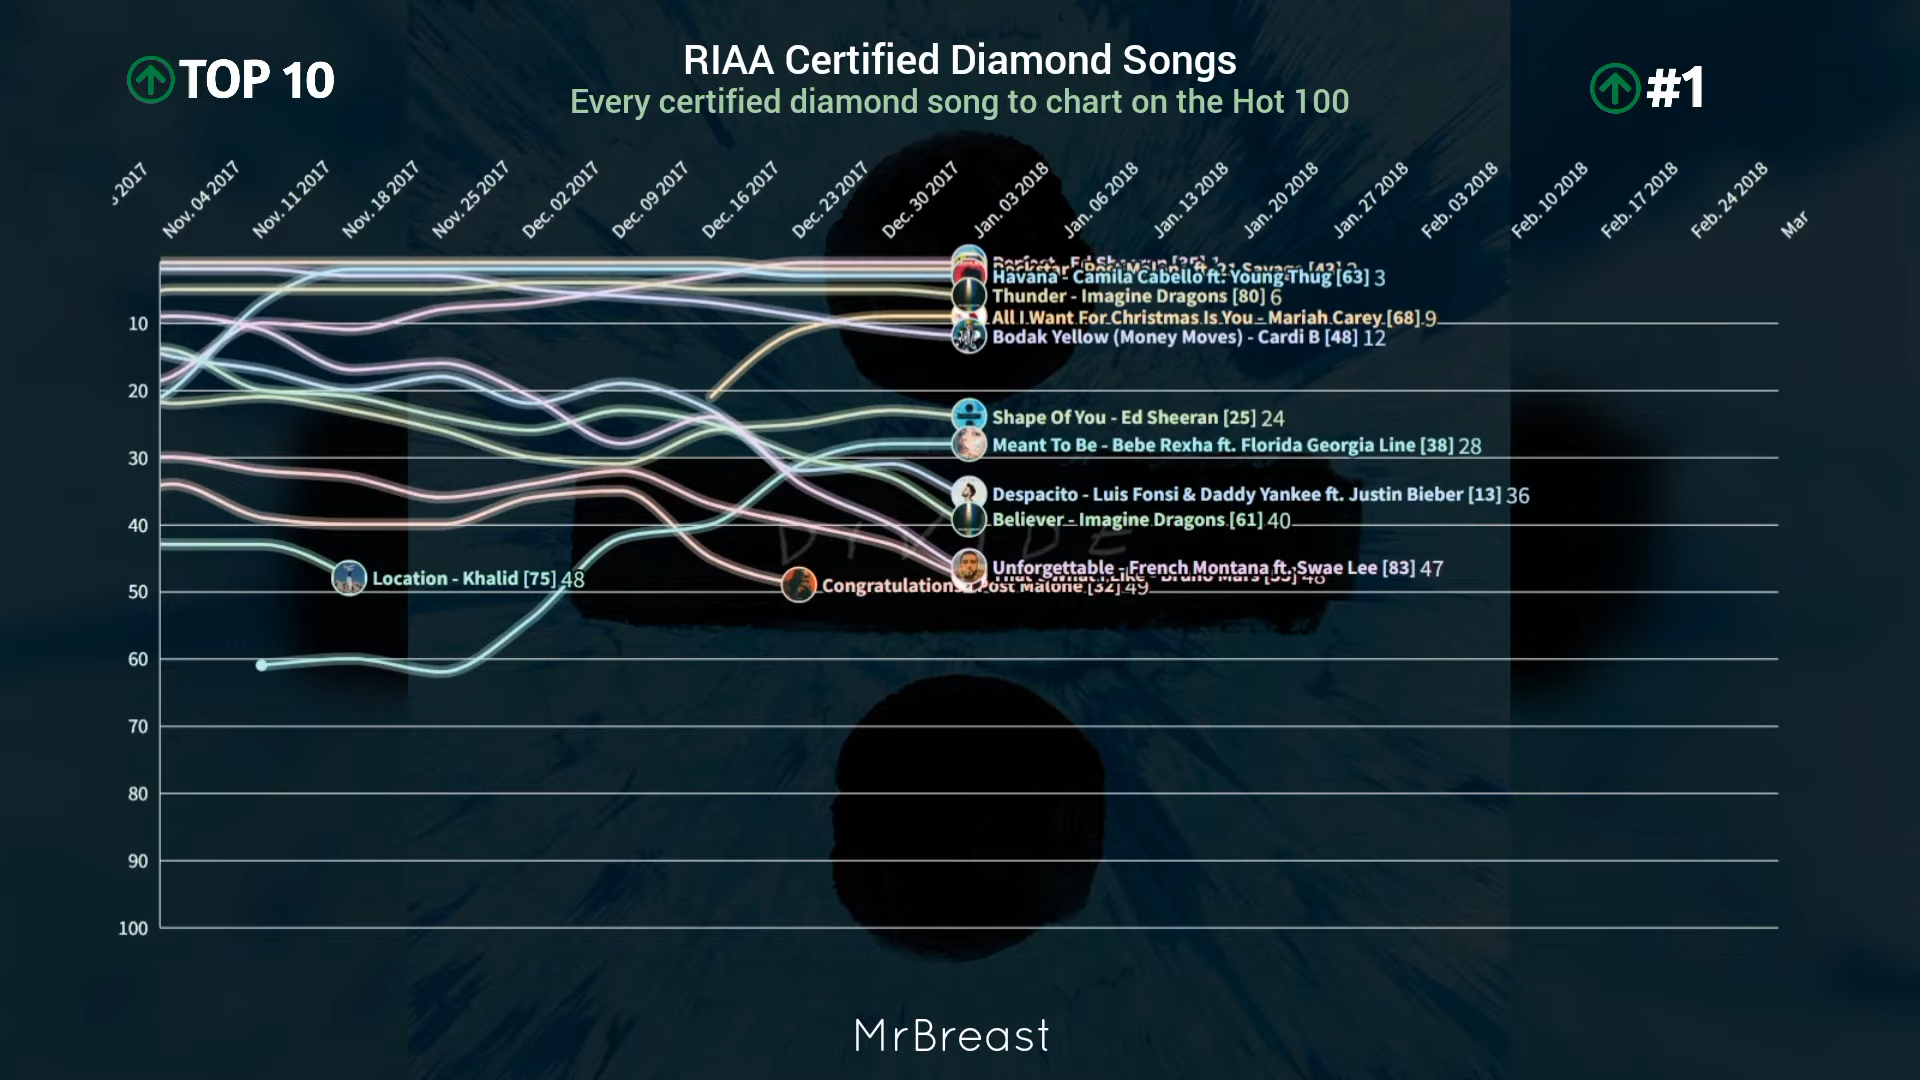 TOP 10
RIAA Certified Diamond Songs
Every certified diamond song to chart on the Hot 100
#1
2017
Nov. 04 2017
Nov. 11 2017
Nov. 18 2017
Nov. 25 2017
Dec. 02 2017
Dec. 09 2017
Dec. 16 2017
Dec. 23 2017
Dec. 30 2017
Jan. 03 2018
Jan. 06 2018
Jan. 13 2018
Jan. 20 2018
Jan. 27 2018
Feb. 03 2018
Feb. 10 2018
Feb. 17 2018
Feb. 24 2018
Mar
Havana - Camila Cabello ft. Young Thug [63] 3
Thunder - Imagine Dragons [80] 6
All I Want For Christmas Is You - Mariah Carey [68] 9
Bodak Yellow (Money Moves) - Cardi B [48] 12
Shape Of You - Ed Sheeran [25] 24
Meant To Be - Bebe Rexha ft. Florida Georgia Line [38] 28
Despacito - Luis Fonsi & Daddy Yankee ft. Justin Bieber [13] 36
Believer - Imagine Dragons [61] 40
Unforgettable - French Montana ft. Swae Lee [83] 47
Location - Khalid [75] 48
Congratulations Post Malone [32] 49
10
20
30
40
50
60
70
80
90
100
DIVIDE
MrBreast